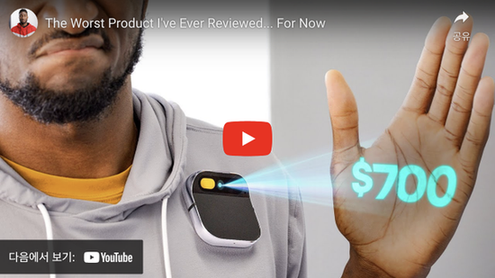 The Worst Product I've Ever Reviewed... For Now
공유
$700
다음에서 보기: YouTube